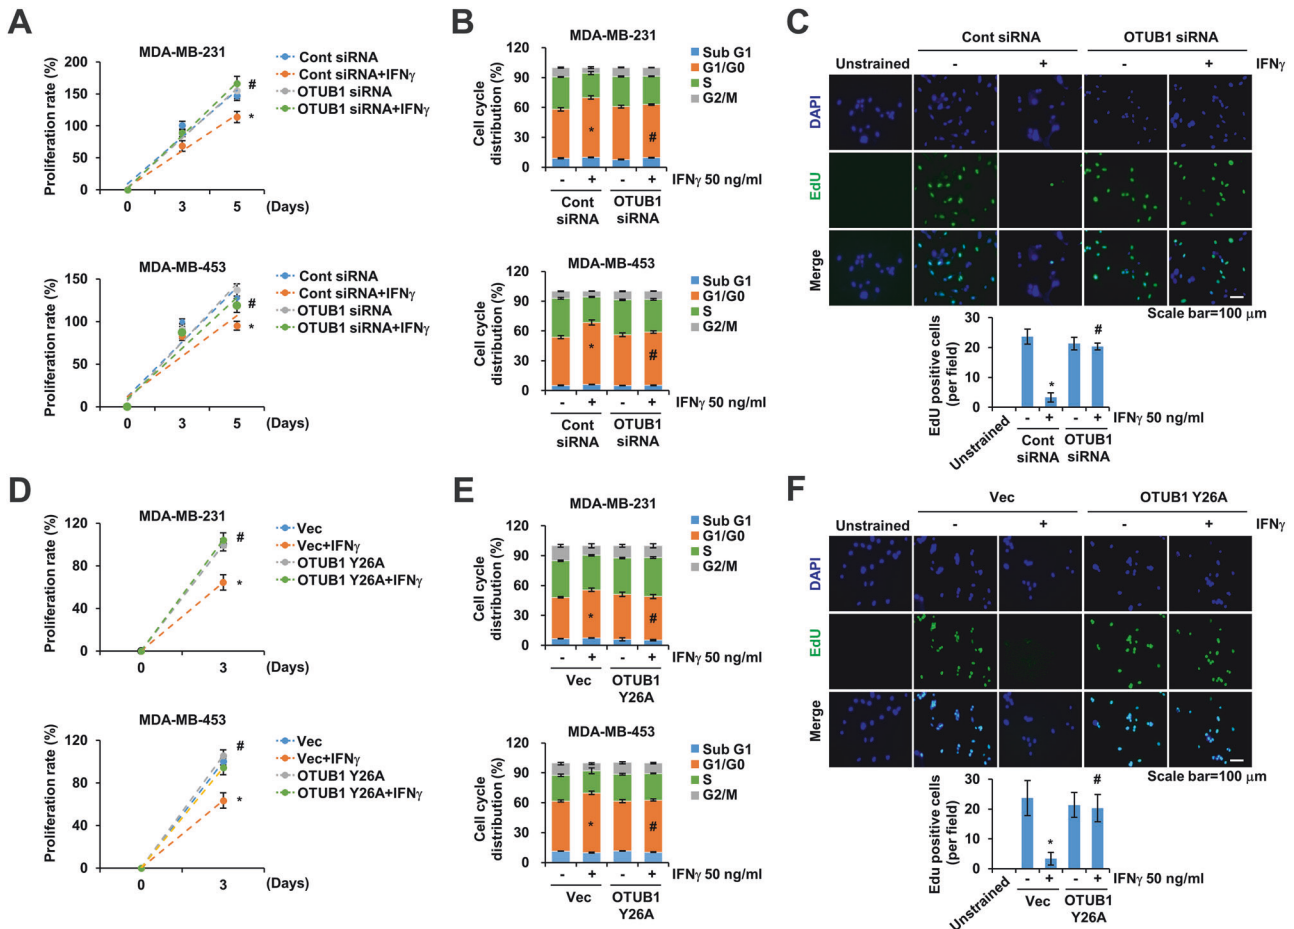 A
MDA-MB-231
Proliferation rate (%)
200
150
100
50
0
0 3 5 (Days)
Cont siRNA
Cont siRNA+IFNγ
OTUB1 siRNA
OTUB1 siRNA+IFNγ
#
*
MDA-MB-453
Proliferation rate (%)
150
100
50
0
0 3 5 (Days)
Cont siRNA
Cont siRNA+IFNγ
OTUB1 siRNA
OTUB1 siRNA+IFNγ
#
*
B
MDA-MB-231
Cell cycle
distribution (%)
120
90
60
30
0
* #
Sub G1
G1/G0
S
G2/M
- + - + IFNγ 50 ng/ml
Cont siRNA
OTUB1 siRNA
MDA-MB-453
Cell cycle
distribution (%)
120
90
60
30
0
* #
Sub G1
G1/G0
S
G2/M
- + - + IFNγ 50 ng/ml
Cont siRNA
OTUB1 siRNA
C
Cont siRNA OTUB1 siRNA
Unstrained - + - + IFNγ
DAPI
EdU
Merge
Scale bar=100 μm
EdU positive cells
(per field)
30
20
10
0
* #
Unstrained - + - + IFNγ 50 ng/ml
Cont siRNA
OTUB1 siRNA
D
MDA-MB-231
Proliferation rate (%)
120
80
40
0
0 3 (Days)
Vec
Vec+IFNγ
OTUB1 Y26A
OTUB1 Y26A+IFNγ
#
*
MDA-MB-453
Proliferation rate (%)
120
80
40
0
0 3 (Days)
Vec
Vec+IFNγ
OTUB1 Y26A
OTUB1 Y26A+IFNγ
#
*
E
MDA-MB-231
Cell cycle
distribution (%)
120
90
60
30
0
* #
Sub G1
G1/G0
S
G2/M
- + - + IFNγ 50 ng/ml
Vec
OTUB1 Y26A
MDA-MB-453
Cell cycle
distribution (%)
120
90
60
30
0
* #
Sub G1
G1/G0
S
G2/M
- + - + IFNγ 50 ng/ml
Vec
OTUB1 Y26A
F
Vec OTUB1 Y26A
Unstrained - + - + IFNγ
DAPI
EdU
Merge
Scale bar=100 μm
Edu positive cells
(per field)
30
20
10
0
* #
Unstrained - + - + IFNγ 50 ng/ml
Vec
OTUB1 Y26A